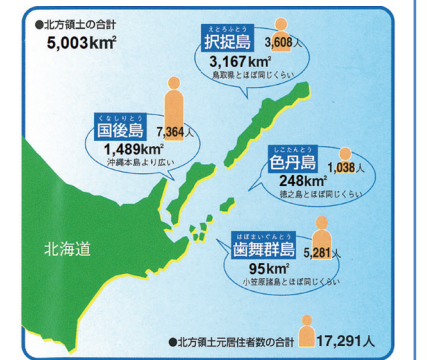 ●北方領土の合計
5,003km²
えとろふとう
択捉島
3,608人
3,167km²
鳥取県とほぼ同じくらい
くなしりとう
国後島
7,364人
1,489km²
沖縄本島より広い
しこたんとう
色丹島
1,038人
248km²
徳之島とほぼ同じくらい
はぼまいぐんとう
歯舞群島
5,281人
95km²
小笠原諸島とほぼ同じくらい
北海道
●北方領土元居住者数の合計
17,291人